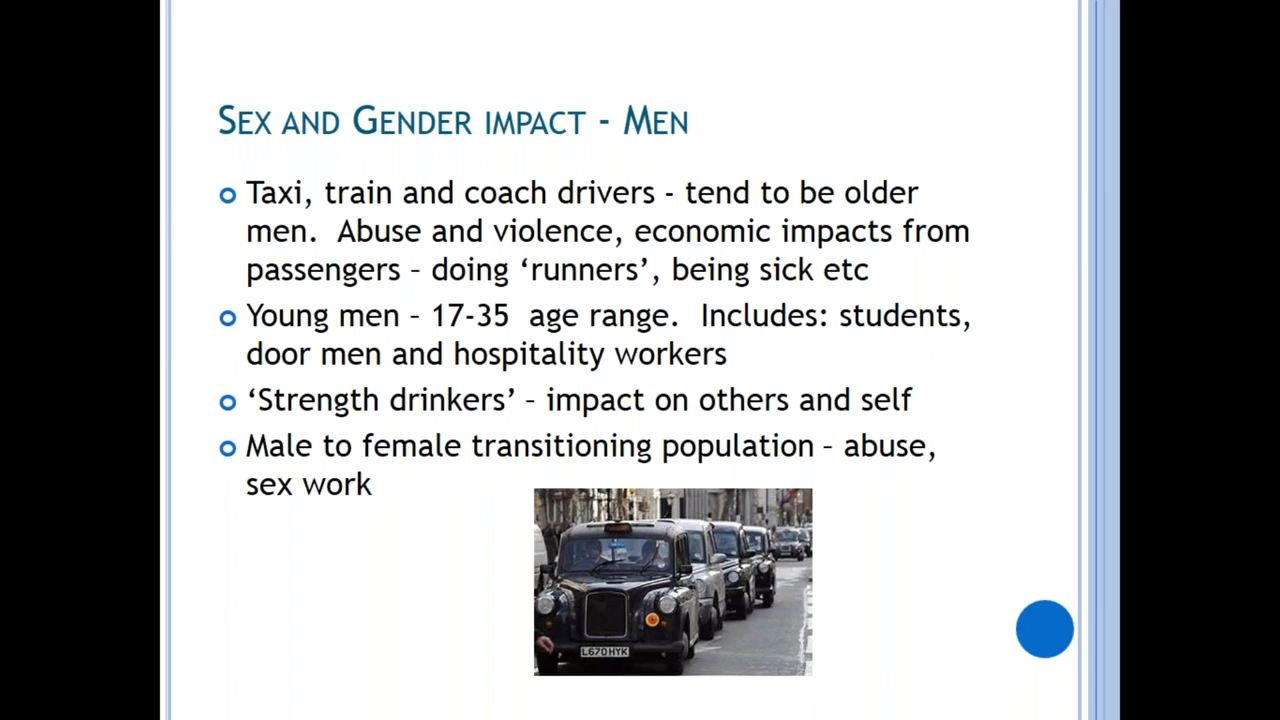 Sex and Gender impact - Men
Taxi, train and coach drivers - tend to be older
men.  Abuse and violence, economic impacts from
passengers – doing ‘runners’, being sick etc
Young men – 17-35  age range.  Includes: students,
door men and hospitality workers
‘Strength drinkers’ – impact on others and self
Male to female transitioning population – abuse,
sex work
L670HYK